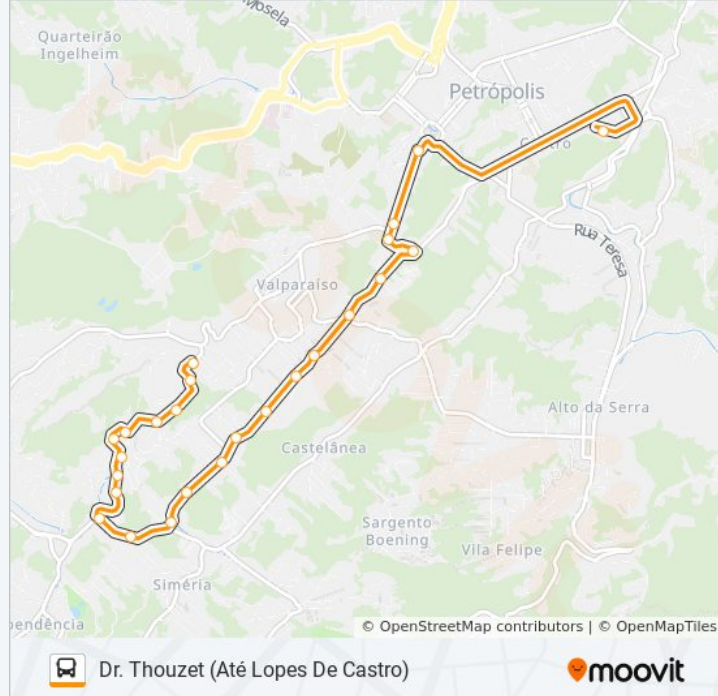 Mosela
Quarteirão
Ingelheim
Petrópolis
Centro
Rua Teresa
Valparaíso
Alto da Serra
Castelânea
Sargento
Boening
Vila Felipe
Siméria
pendência
© OpenStreetMap contributors | © OpenMapTiles
Dr. Thouzet (Até Lopes De Castro)
moovit